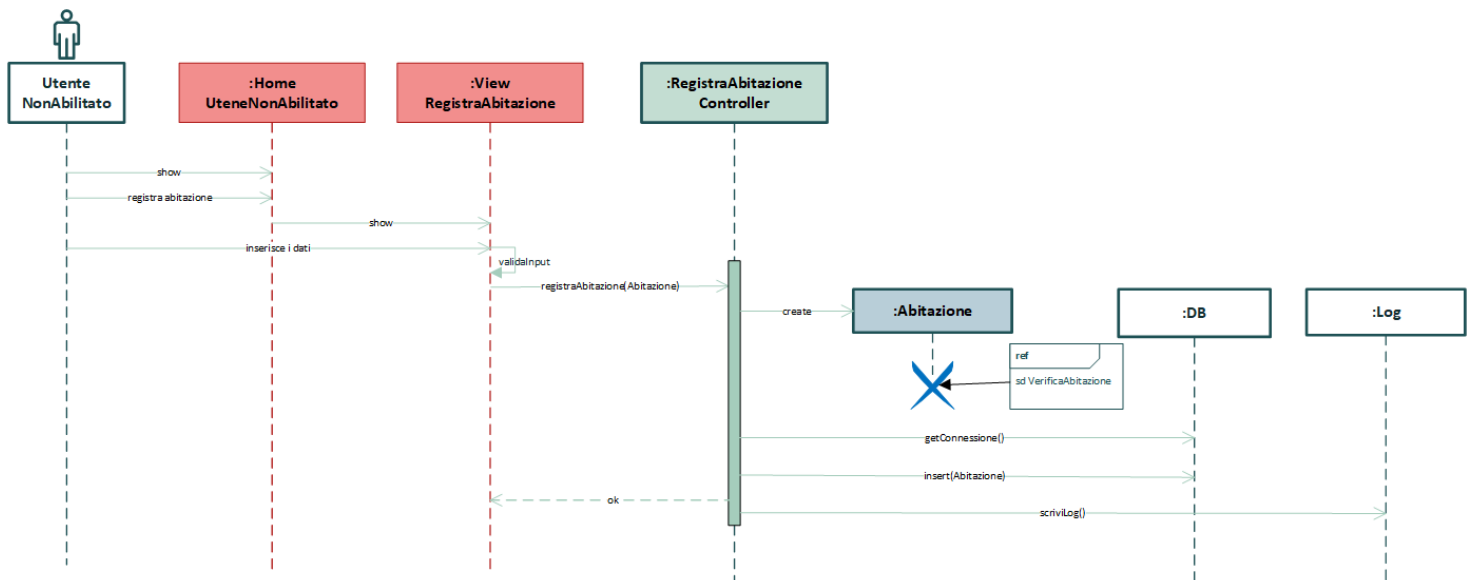 Utente
NonAbilitato
:Home
UteneNonAbilitato
:View
RegistraAbitazione
:RegistraAbitazione
Controller
show
registra abitazione
show
inserisce i dati
validaInput
registraAbitazione(Abitazione)
create
:Abitazione
:DB
:Log
ref
sd VerificaAbitazione
getConnessione()
insert(Abitazione)
ok
scriviLog()